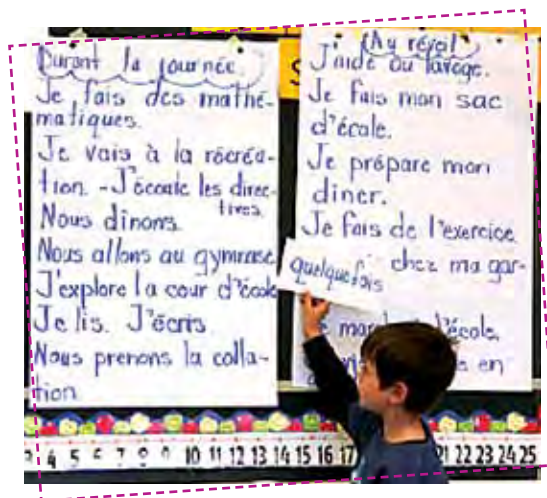 Durant la journée
Je fais des mathé-
matiques.
Je vais à la récréa-
tion. - J'écoute les direc-
tives.
Nous dînons.
Nous allons au gymnase
J'explore la cour d'école
Je lis. J'écris.
Nous prenons la colla-
tion.
Au réveil
J'aide au lavage.
Je fais mon sac
d'école.
Je prépare mon
dîner.
Je fais de l'exercice
quelquefois
chez ma gar-
l'école.
en
4 5 6 7 8 9 10 11 12 13 14 15 16 17
21 22 23 24 25